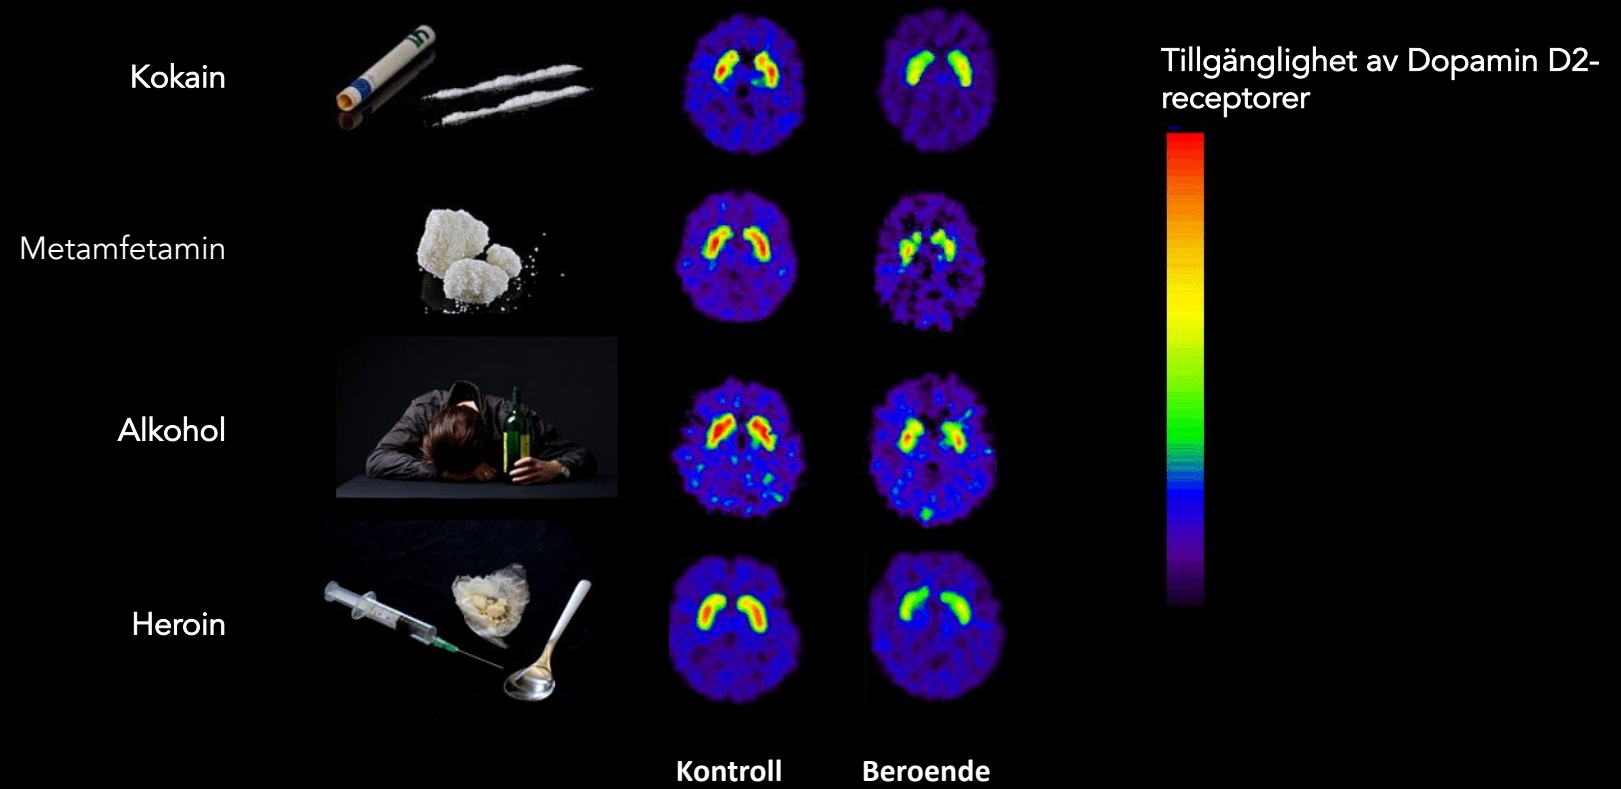 Kokain
Tillgänglighet av Dopamin D2-
receptorer
Metamfetamin
Alkohol
Heroin
Kontroll
Beroende